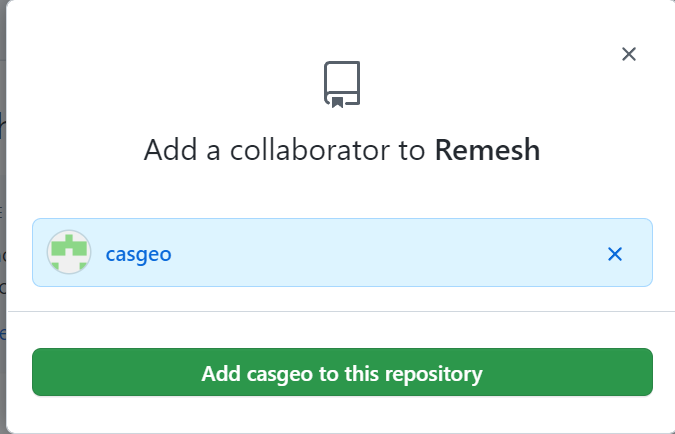 Add a collaborator to Remesh
casgeo
Add casgeo to this repository